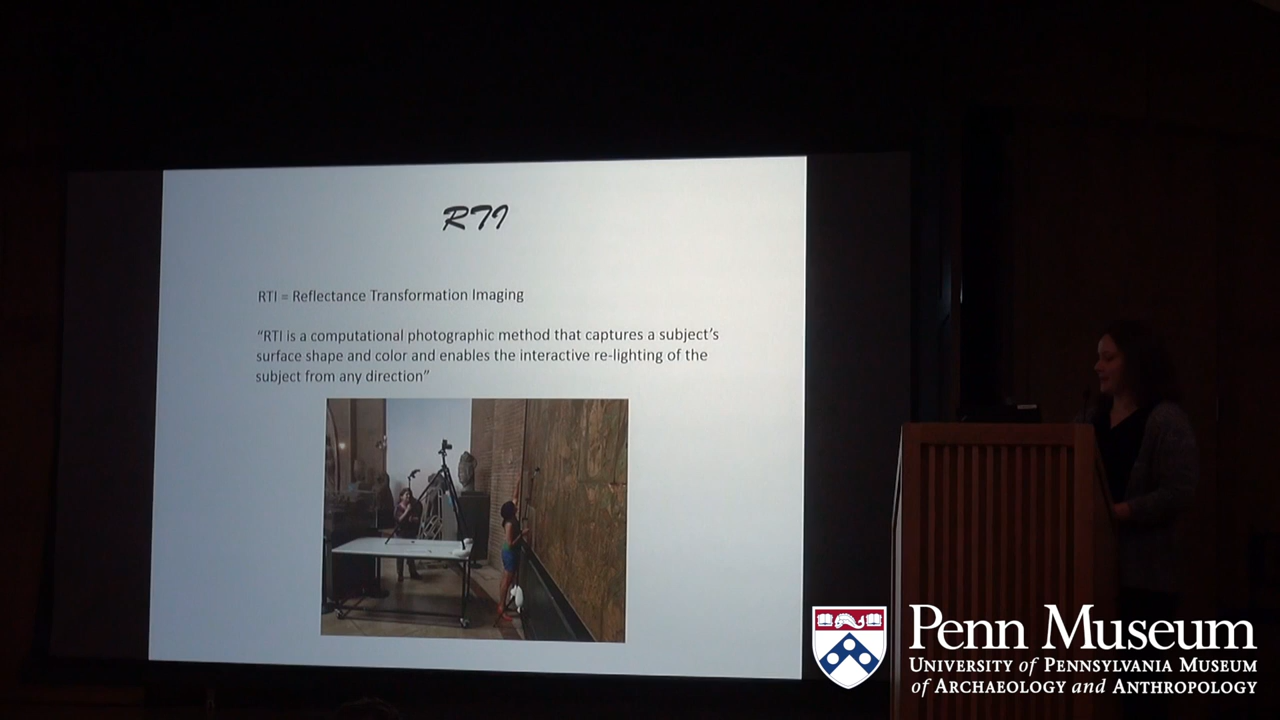 RTI
RTI = Reflectance Transformation Imaging
“RTI is a computational photographic method that captures a subject’s
surface shape and color and enables the interactive re-lighting of the
subject from any direction”
Penn Museum
University of Pennsylvania Museum
of Archaeology and Anthropology